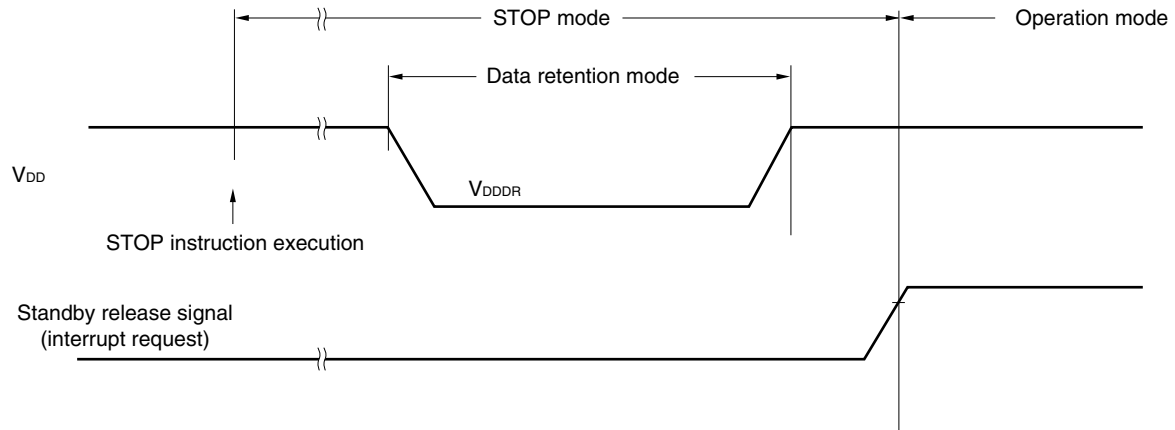 STOP mode
Operation mode
Data retention mode
VDD
VDDDR
STOP instruction execution
Standby release signal
(interrupt request)